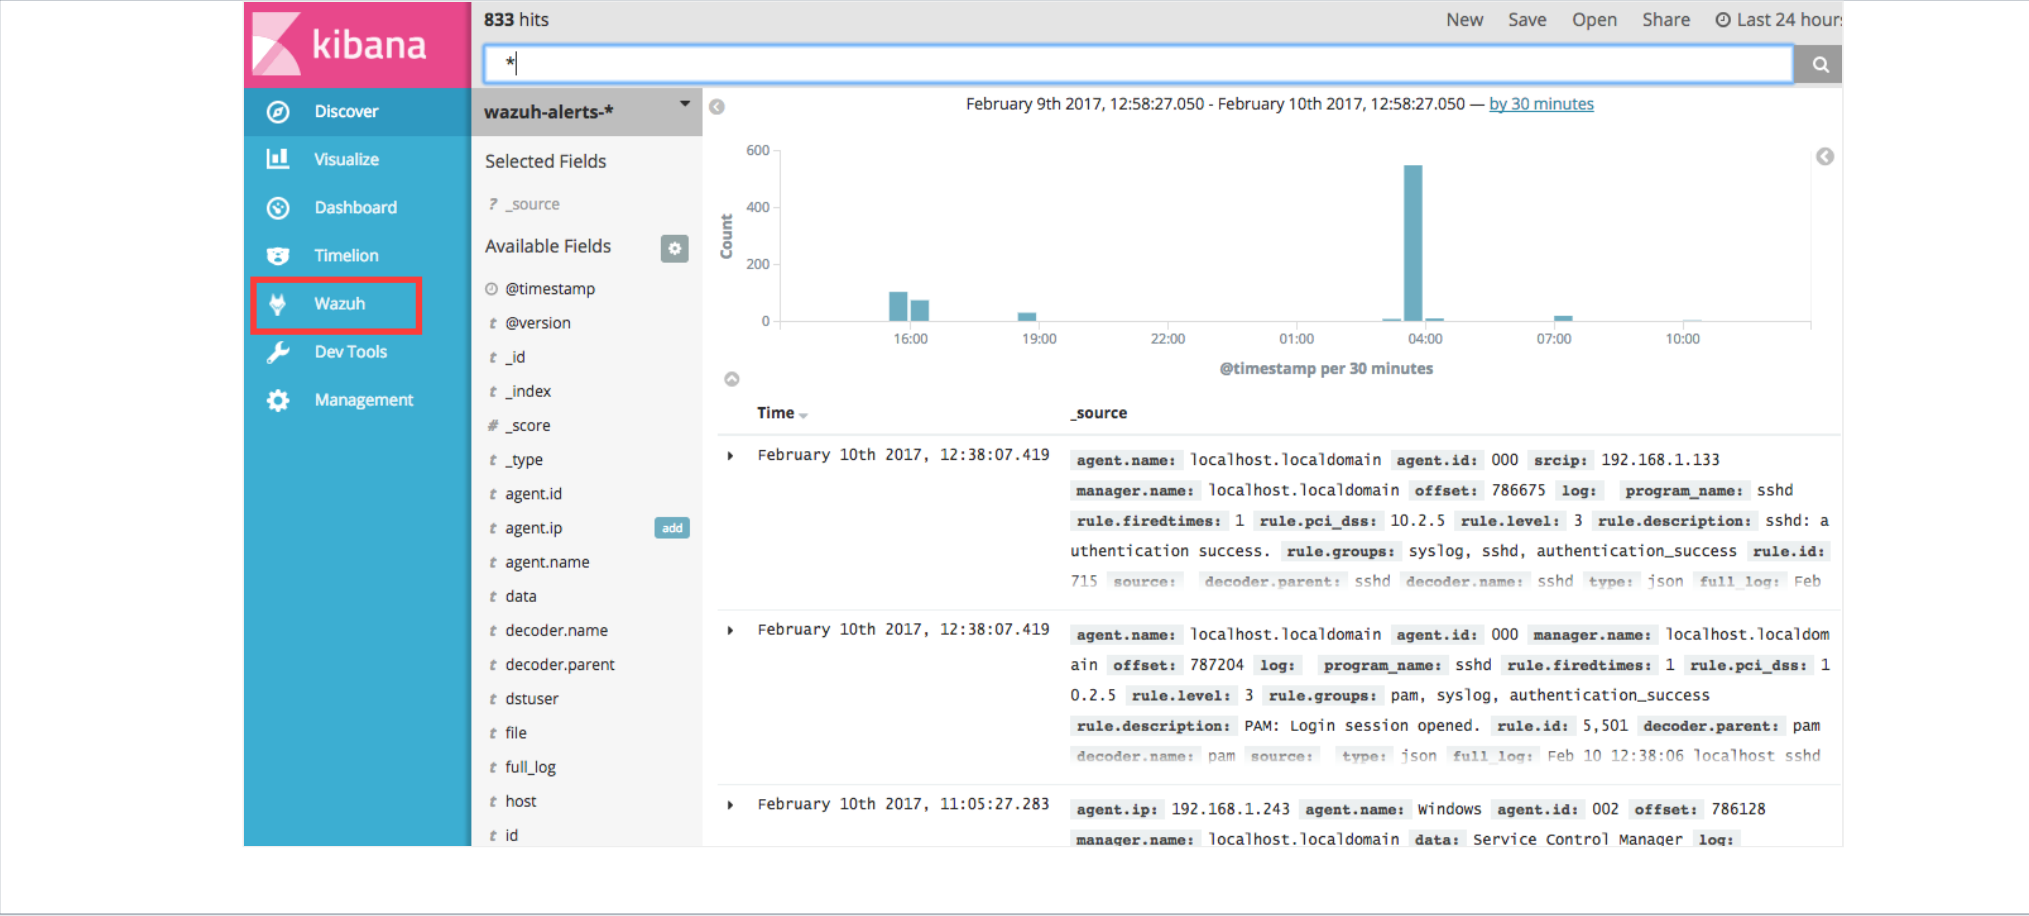 kibana
Discover
Visualize
Dashboard
Timelion
Wazuh
Dev Tools
Management
833 hits
New Save Open Share Last 24 hours
*
wazuh-alerts-*
Selected Fields
? _source
Available Fields
@timestamp
t @version
t _id
t _index
# _score
t _type
t agent.id
t agent.ip add
t agent.name
t data
t decoder.name
t decoder.parent
t dstuser
t file
t full_log
t host
t id
February 9th 2017, 12:58:27.050 - February 10th 2017, 12:58:27.050 — by 30 minutes
600
400
200
0
Count
16:00 19:00 22:00 01:00 04:00 07:00 10:00
@timestamp per 30 minutes
Time _source
February 10th 2017, 12:38:07.419
agent.name: localhost.localdomain agent.id: 000 srcip: 192.168.1.133
manager.name: localhost.localdomain offset: 786675 log: program_name: sshd
rule.firedtimes: 1 rule.pci_dss: 10.2.5 rule.level: 3 rule.description: sshd: a
uthentication success. rule.groups: syslog, sshd, authentication_success rule.id:
715 source: decoder.parent: sshd decoder.name: sshd type: json full_log: Feb
February 10th 2017, 12:38:07.419
agent.name: localhost.localdomain agent.id: 000 manager.name: localhost.localdom
ain offset: 787204 log: program_name: sshd rule.firedtimes: 1 rule.pci_dss: 1
0.2.5 rule.level: 3 rule.groups: pam, syslog, authentication_success
rule.description: PAM: Login session opened. rule.id: 5,501 decoder.parent: pam
decoder.name: pam source: type: json full_log: Feb 10 12:38:06 localhost sshd
February 10th 2017, 11:05:27.283
agent.ip: 192.168.1.243 agent.name: Windows agent.id: 002 offset: 786128
manager.name: localhost.localdomain data: Service Control Manager log: